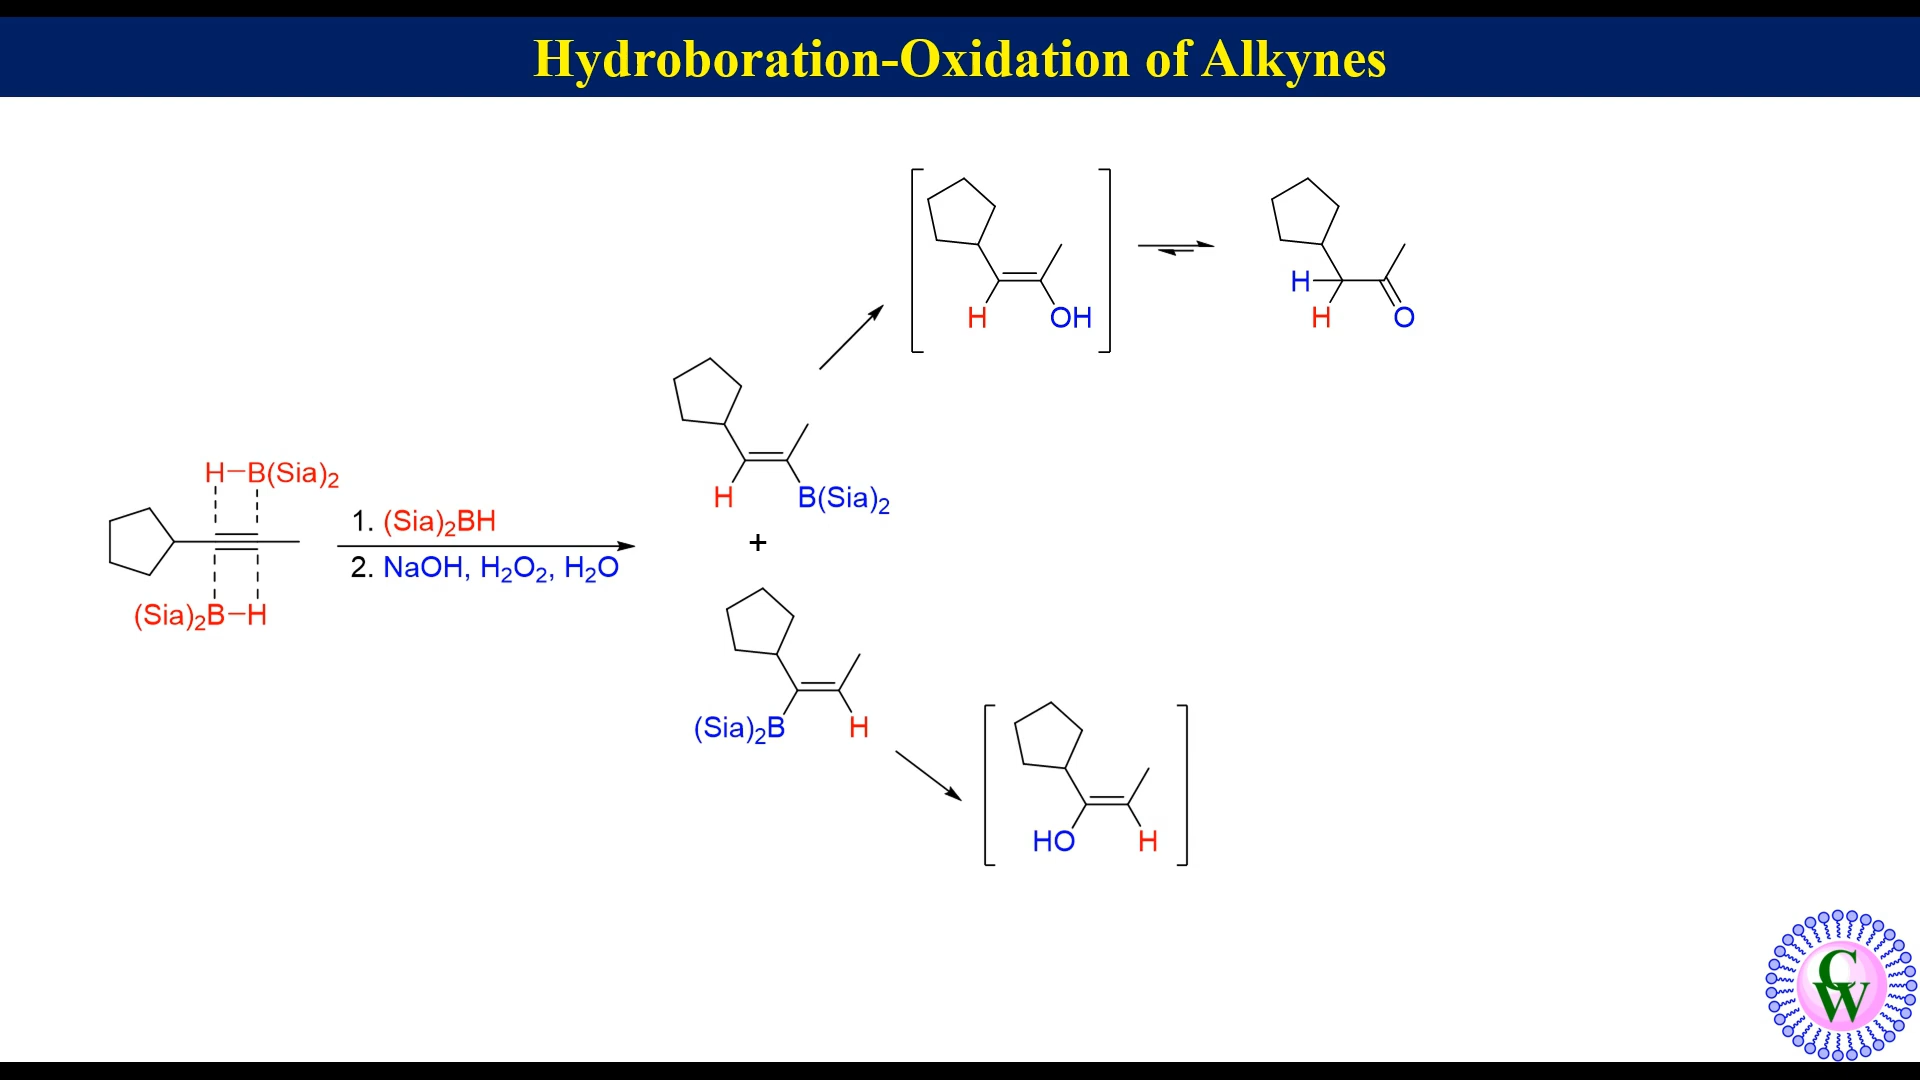 Hydroboration-Oxidation of Alkynes
H
OH
H
H
O
H–B(Sia)₂
(Sia)₂B–H
1. (Sia)₂BH
2. NaOH, H₂O₂, H₂O
H
B(Sia)₂
+
(Sia)₂B
H
HO
H
CW